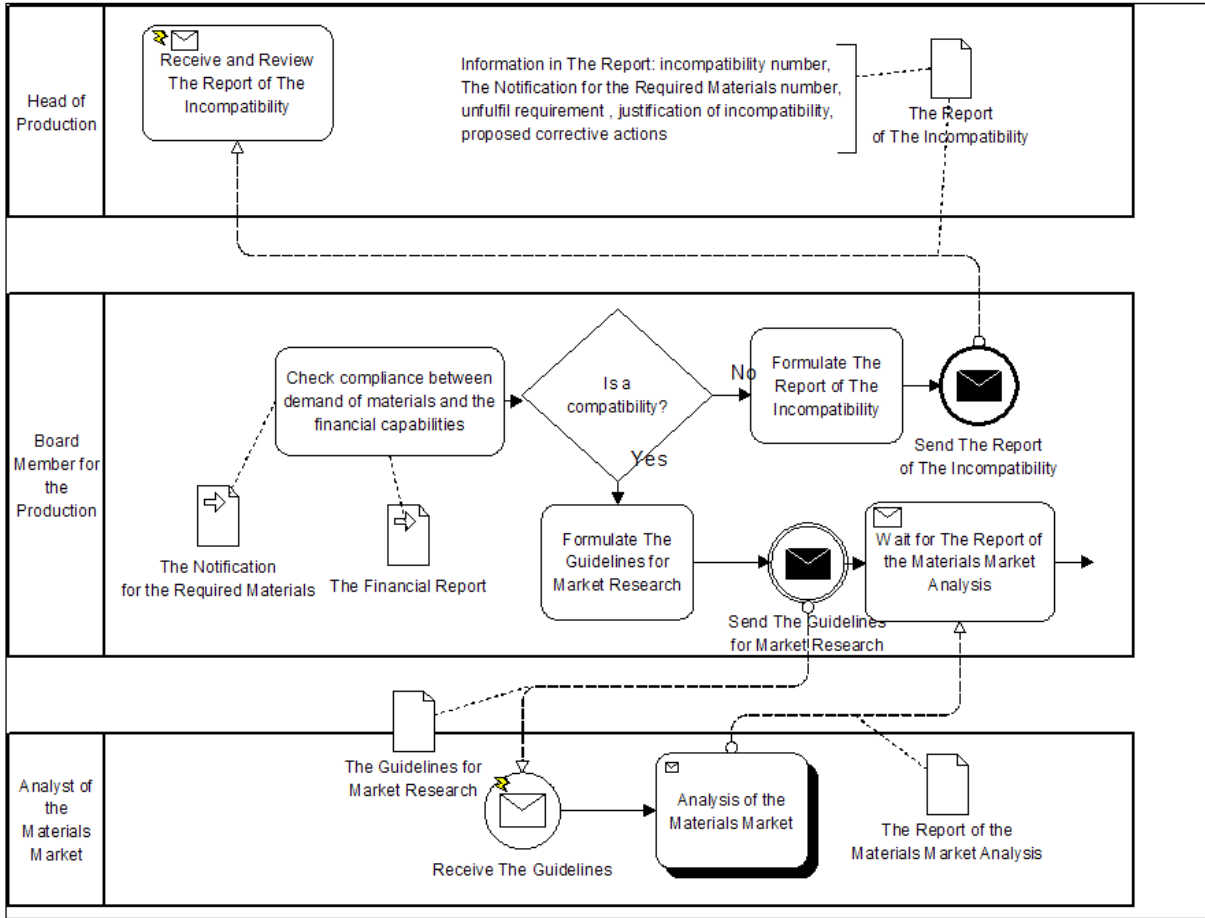 Head of
Production
Receive and Review
The Report of The
Incompatibility
Information in The Report: incompatibility number,
The Notification for the Required Materials number,
unfulfil requirement , justification of incompatibility,
proposed corrective actions
The Report
of The Incompatibility
Board
Member for
the
Production
Check compliance between
demand of materials and the
financial capabilities
Is a
compatibility?
No
Formulate The
Report of The
Incompatibility
Send The Report
of The Incompatibility
Yes
The Notification
for the Required Materials
The Financial Report
Formulate The
Guidelines for
Market Research
Send The Guidelines
for Market Research
Wait for The Report of
the Materials Market
Analysis
Analyst of
the
Materials
Market
The Guidelines for
Market Research
Receive The Guidelines
Analysis of the
Materials Market
The Report of the
Materials Market Analysis